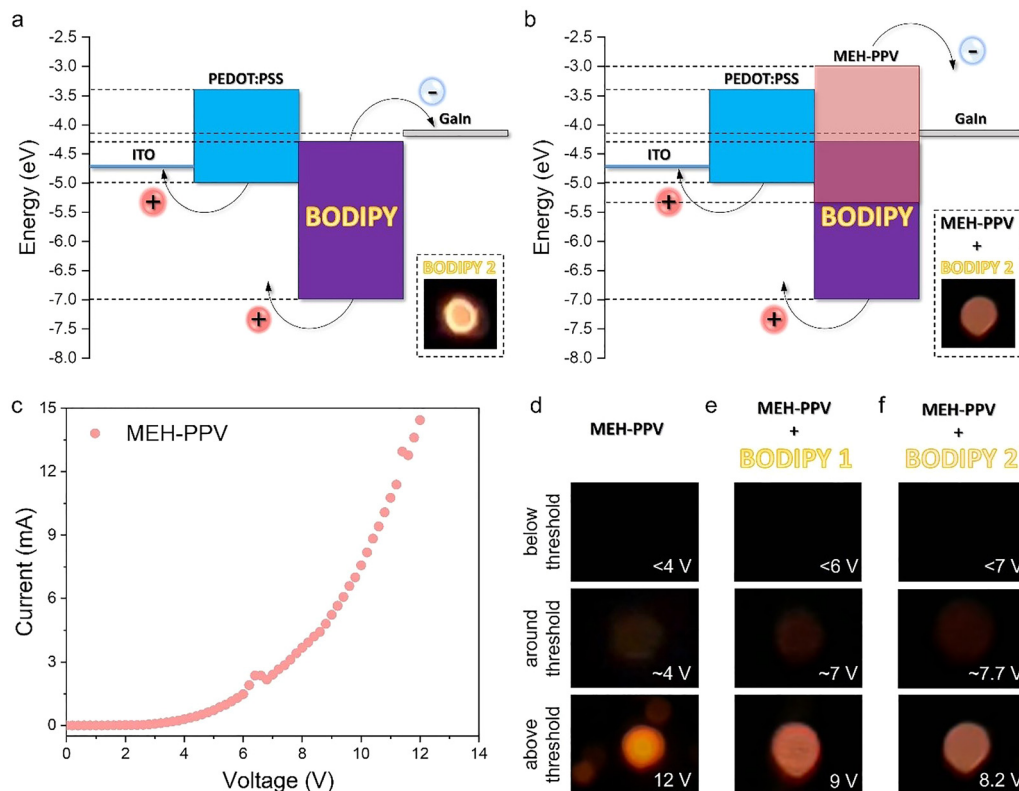 a
-2.5
-3.0
-3.5
-4.0
-4.5
-5.0
-5.5
-6.0
-6.5
-7.0
-7.5
-8.0
Energy (eV)
PEDOT:PSS
-
GaIn
ITO
+
BODIPY
+
BODIPY 2
b
-2.5
-3.0
-3.5
-4.0
-4.5
-5.0
-5.5
-6.0
-6.5
-7.0
-7.5
-8.0
Energy (eV)
MEH-PPV
-
PEDOT:PSS
GaIn
ITO
+
BODIPY
+
MEH-PPV
+
BODIPY 2
c
15
12
9
6
3
0
Current (mA)
MEH-PPV
0 2 4 6 8 10 12 14
Voltage (V)
d
MEH-PPV
e
MEH-PPV
+
BODIPY 1
f
MEH-PPV
+
BODIPY 2
below
threshold
<4 V
<6 V
<7 V
around
threshold
~4 V
~7 V
~7.7 V
above
threshold
12 V
9 V
8.2 V